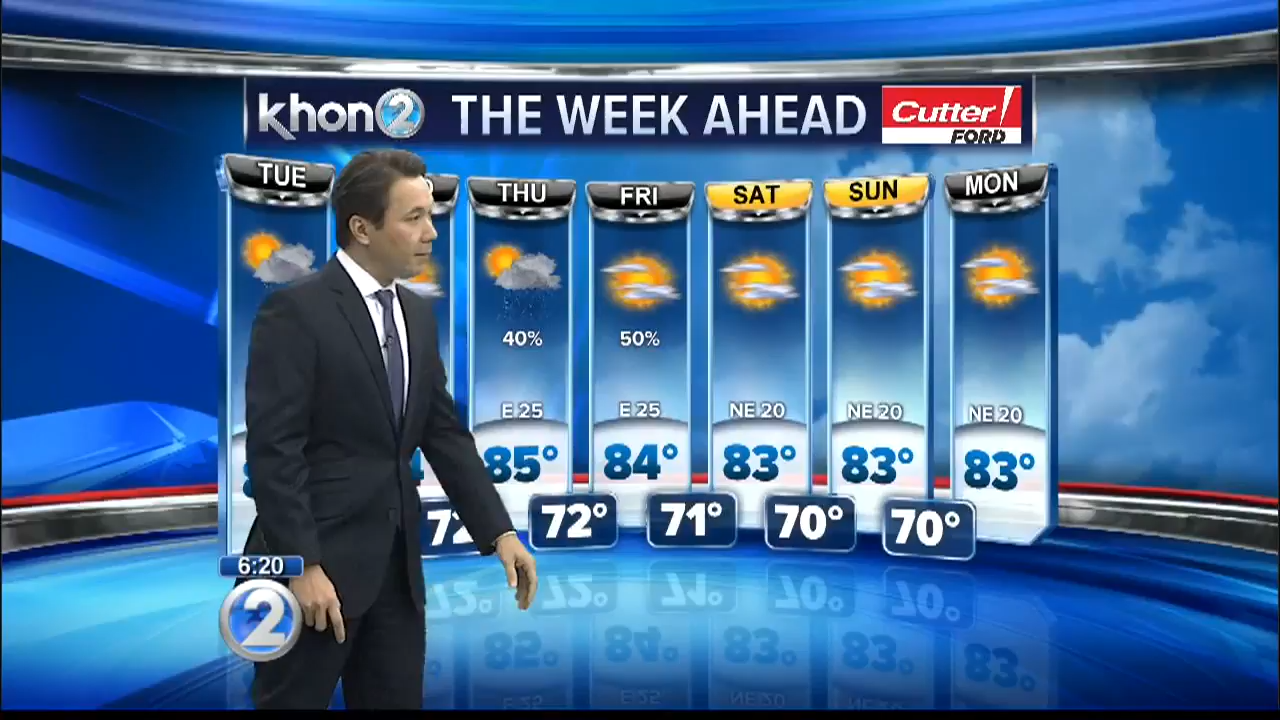 khon2 THE WEEK AHEAD Cutter! FORD
TUE THU FRI SAT SUN MON
40% 50%
E 25 E 25 NE 20 NE 20 NE 20
85° 84° 83° 83° 83°
72° 71° 70° 70°
6:20
2